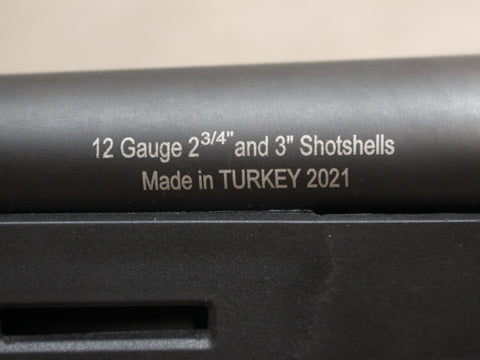 12 Gauge 2 3/4" and 3" Shotshells
Made in TURKEY 2021